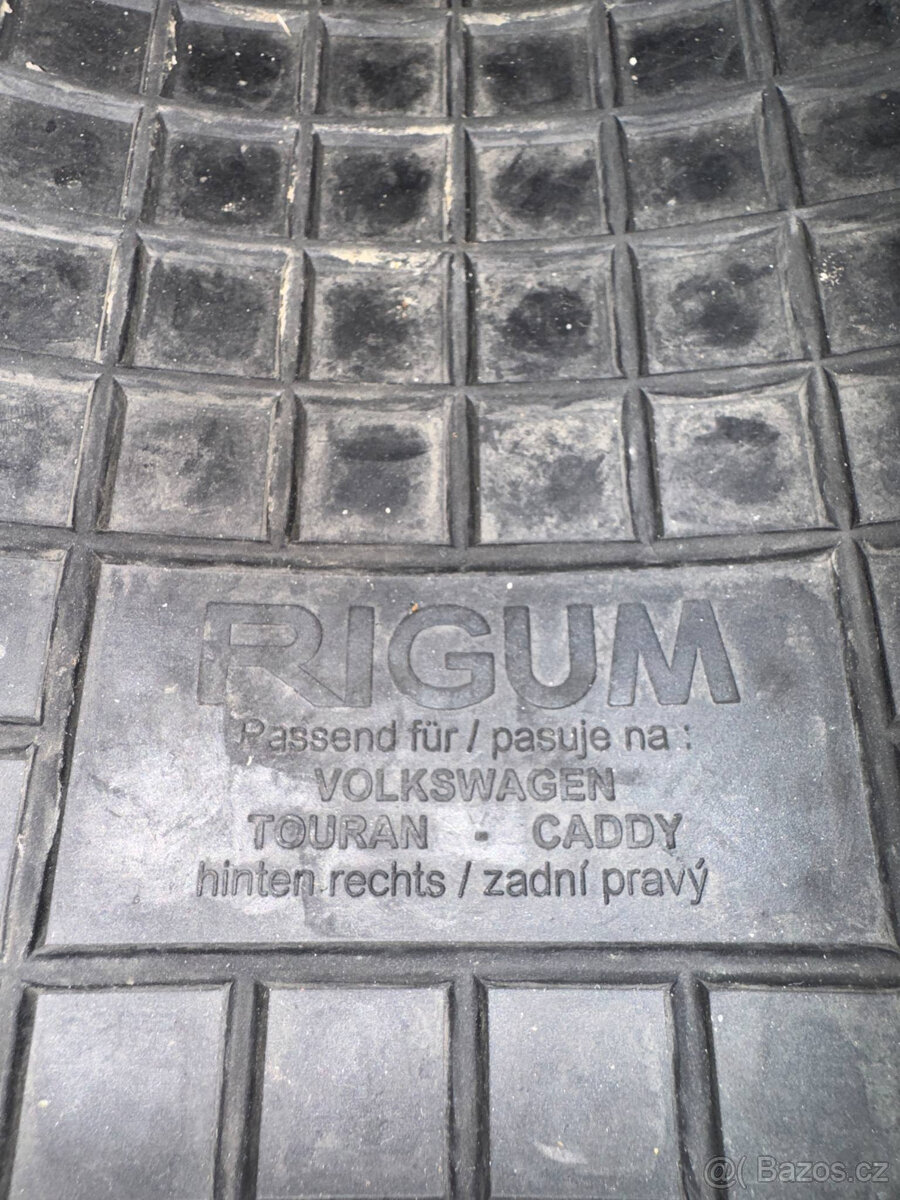 RIGUM
Passend für / pasuje na :
VOLKSWAGEN
TOURAN - CADDY
hinten rechts / zadní pravý
@( Bazos.cz